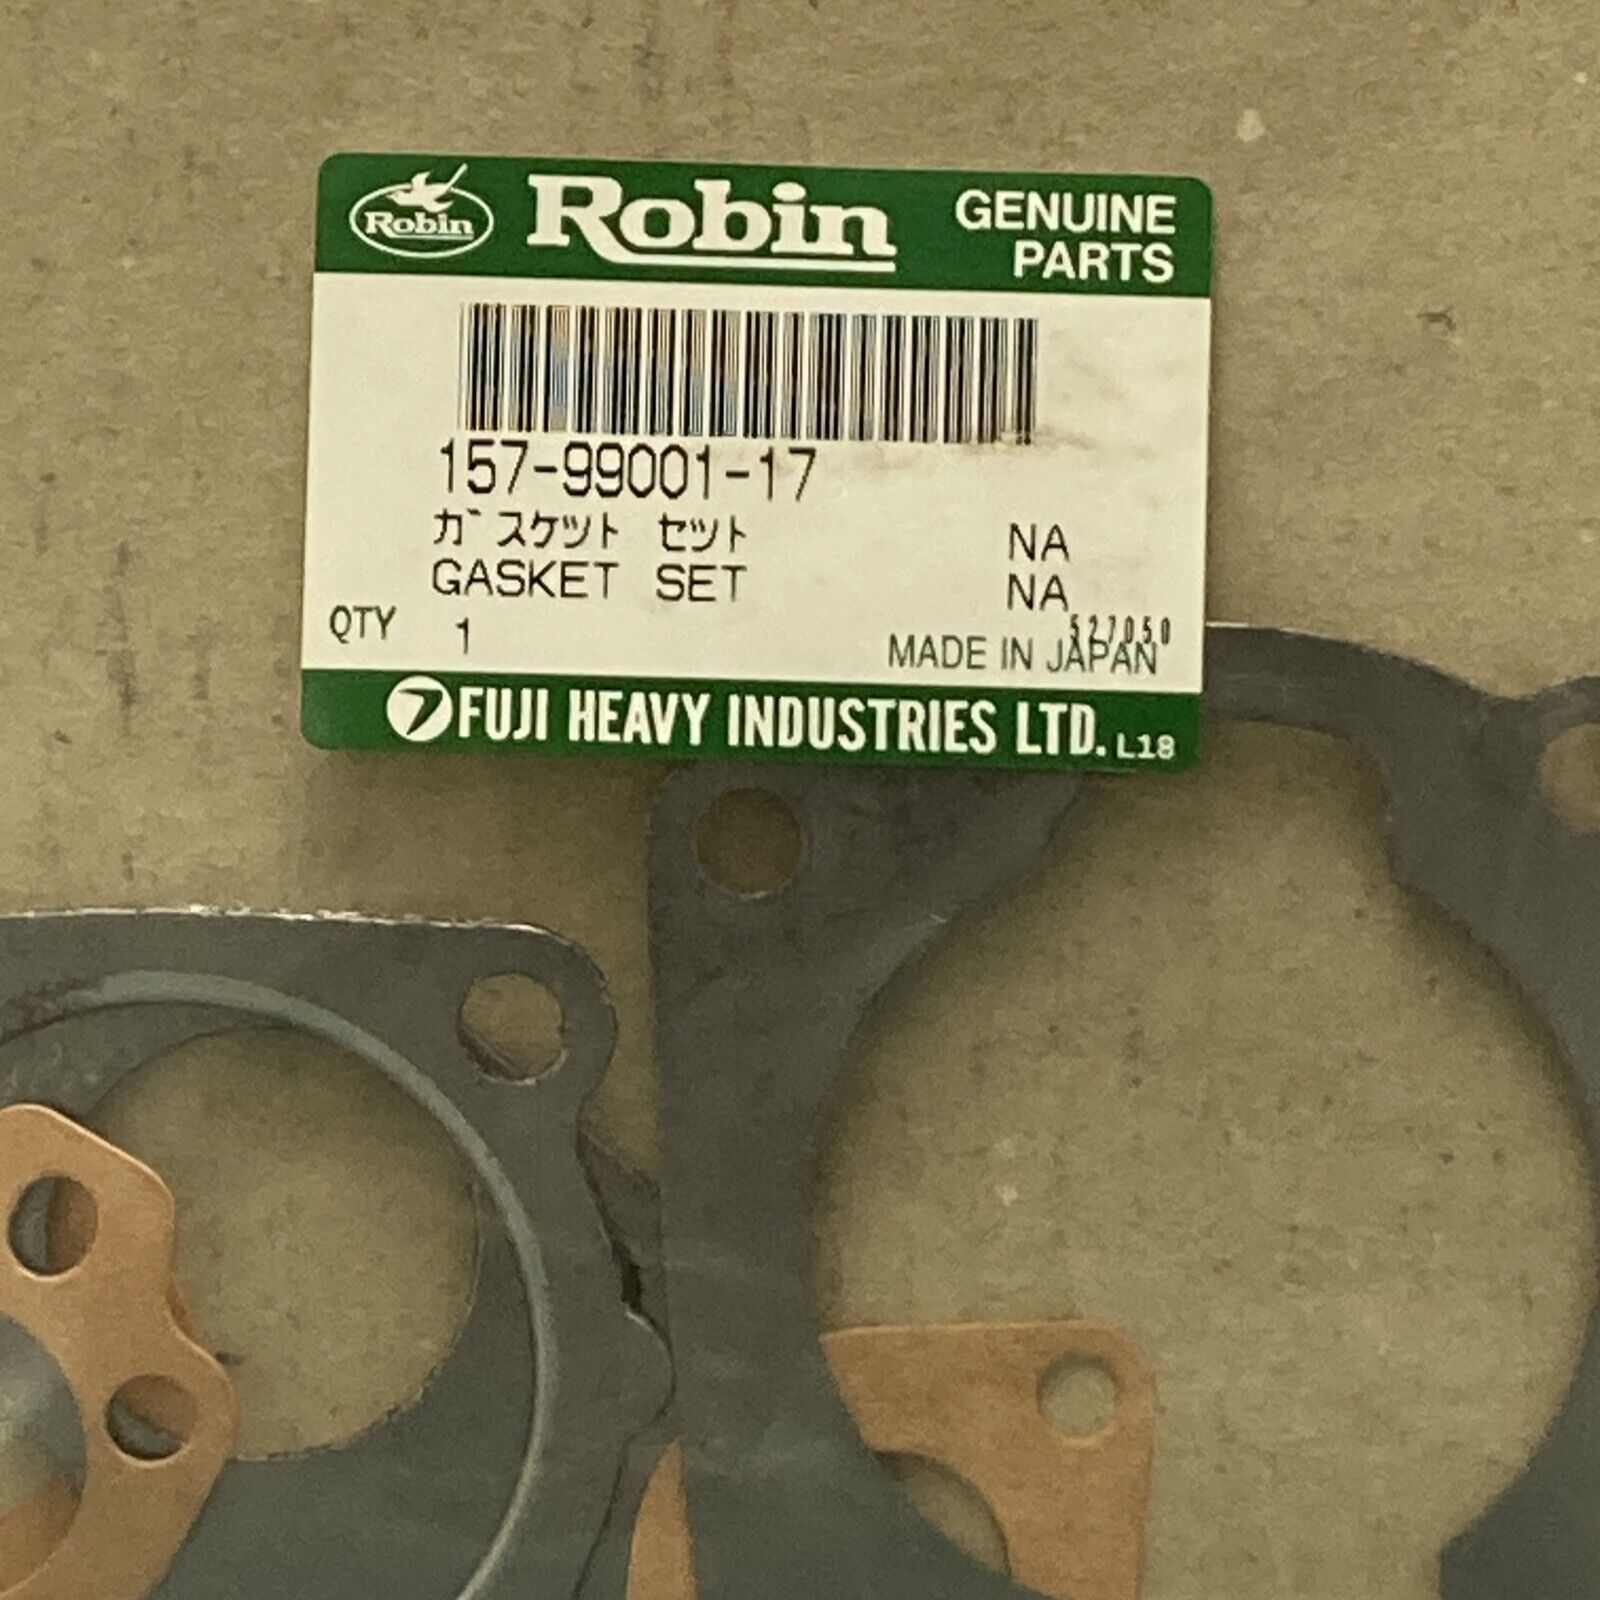 Robin
Robin
GENUINE
PARTS
157-99001-17
ガスケット セット NA
GASKET SET NA
527050
QTY 1
MADE IN JAPAN
FUJI HEAVY INDUSTRIES LTD. L18